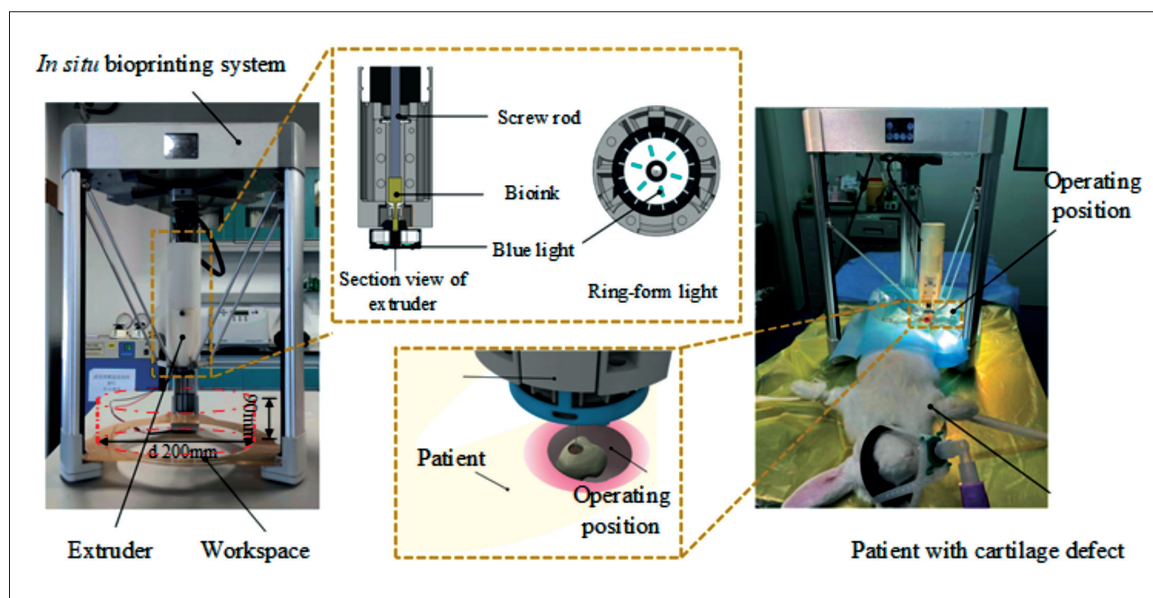 In situ bioprinting system
Screw rod
Bioink
Blue light
Section view of
extruder
Ring-form light
Operating
position
90mm
d 200mm
Patient
Operating
position
Extruder
Workspace
Patient with cartilage defect